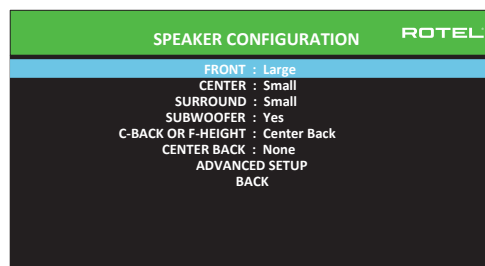 SPEAKER CONFIGURATION
ROTEL
FRONT : Large
CENTER : Small
SURROUND : Small
SUBWOOFER : Yes
C-BACK OR F-HEIGHT : Center Back
CENTER BACK : None
ADVANCED SETUP
BACK